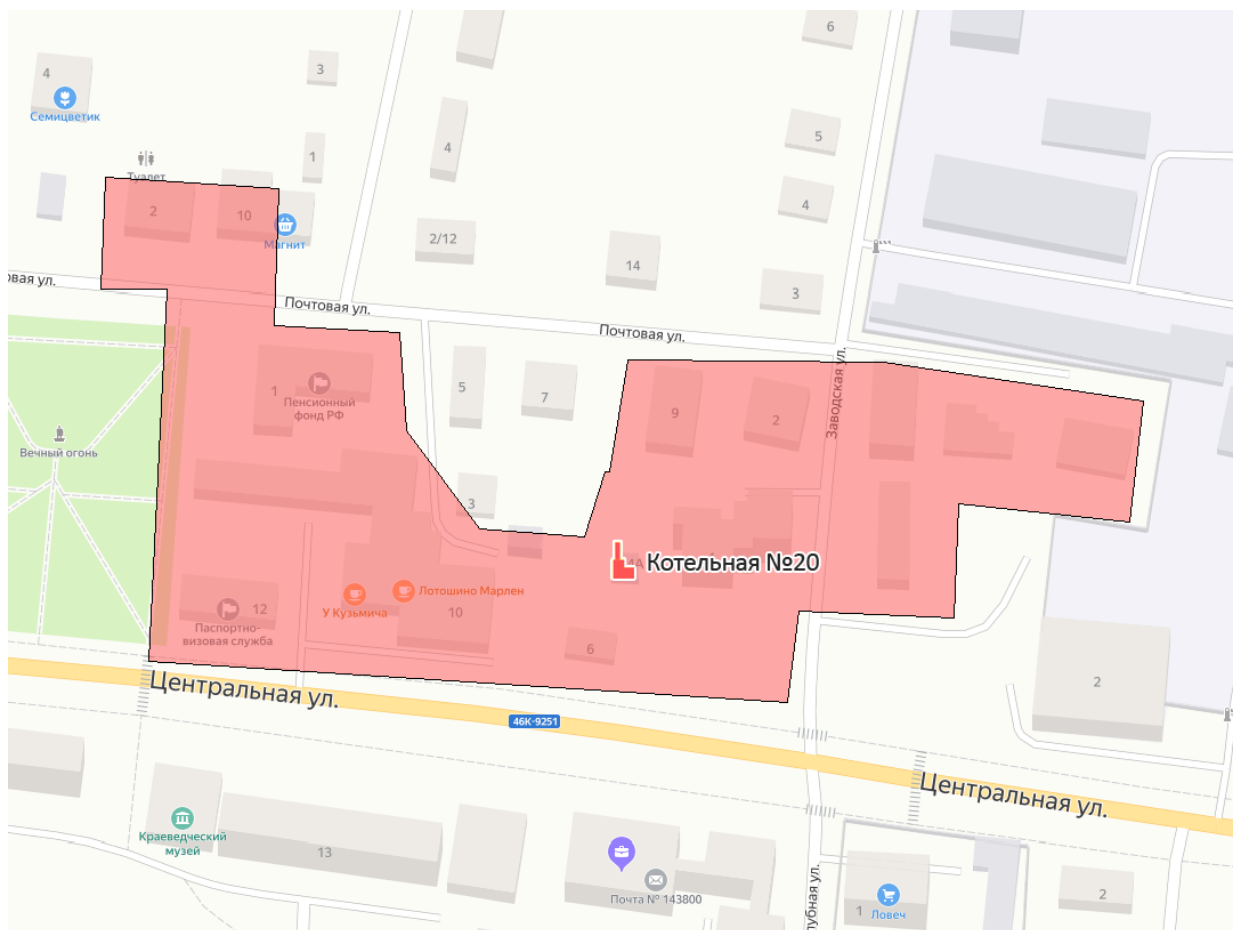 6
3
4
Семицветик
5
4
1
Туалет
2
10
Магнит
4
2/12
14
3
овая ул.
Почтовая ул.
Почтовая ул.
Заводская ул.
1
Пенсионный
фонд РФ
5
7
9
2
Вечный огонь
3
Котельная №20
У Кузьмича
Лотошино Марлен
12
10
Паспортно-
визовая служба
6
2
Центральная ул.
46К-9251
Центральная ул.
Краеведческий
музей
13
Почта № 143800
лубная ул.
1
Ловеч
2